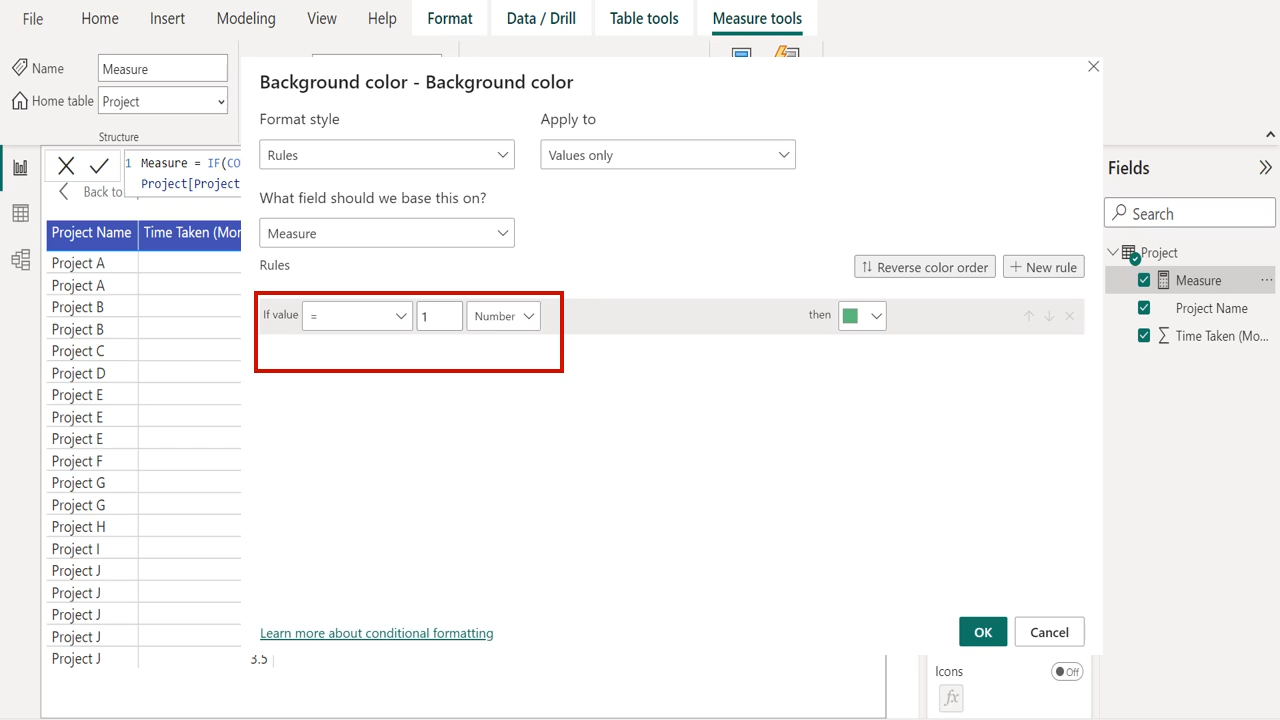 File Home Insert Modeling View Help Format Data / Drill Table tools Measure tools
Name Measure
Home table Project
Structure
1 Measure = IF(CO
Project[Project
Back to
Project Name Time Taken (Mor
Project A
Project A
Project B
Project B
Project C
Project D
Project E
Project E
Project E
Project F
Project G
Project G
Project H
Project I
Project J
Project J
Project J
Project J
Project J
3.5
Background color - Background color
Format style Apply to
Rules Values only
What field should we base this on?
Measure
Rules Reverse color order New rule
If value = 1 Number then
Learn more about conditional formatting OK Cancel
Icons Off
fx
Fields
Search
Project
Measure ...
Project Name
Time Taken (Mo...